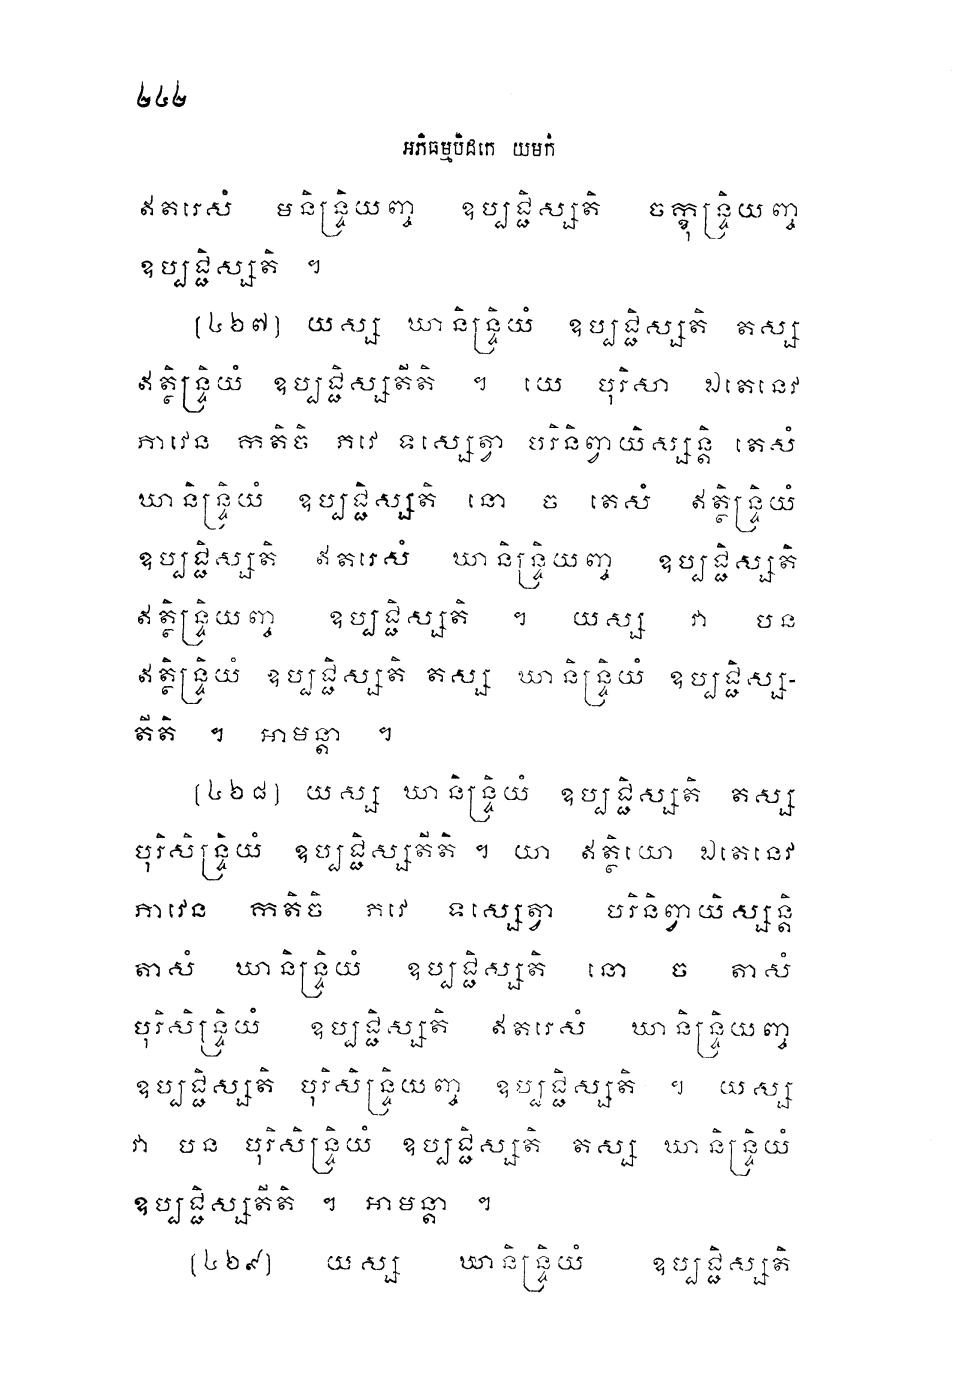 ២៤២
អភិធម្មបិដកេ យមកំ
ឥតរេសំ មនិន្ទ្រិយញ្ច ឧប្បជ្ជិស្សតិ ចក្ខុន្ទ្រិយញ្ច
ឧប្បជ្ជិស្សតិ ។
(៤៦៧) យស្ស ឃានិន្ទ្រិយំ ឧប្បជ្ជិស្សតិ តស្ស
ឥត្ថិន្ទ្រិយំ ឧប្បជ្ជិស្សតីតិ ។ យេ បុរិសា ឯតេនេវ
ភាវេន កតិចិ ភវេ ទស្សេត្វា បរិនិព្វាយិស្សន្តិ តេសំ
ឃានិន្ទ្រិយំ ឧប្បជ្ជិស្សតិ នោ ច តេសំ ឥត្ថិន្ទ្រិយំ
ឧប្បជ្ជិស្សតិ ឥតរេសំ ឃានិន្ទ្រិយញ្ច ឧប្បជ្ជិស្សតិ
ឥត្ថិន្ទ្រិយញ្ច ឧប្បជ្ជិស្សតិ ។ យស្ស វា បន
ឥត្ថិន្ទ្រិយំ ឧប្បជ្ជិស្សតិ តស្ស ឃានិន្ទ្រិយំ ឧប្បជ្ជិស្ស-
តីតិ ។ អាមន្តា ។
(៤៦៨) យស្ស ឃានិន្ទ្រិយំ ឧប្បជ្ជិស្សតិ តស្ស
បុរិសិន្ទ្រិយំ ឧប្បជ្ជិស្សតីតិ ។ យា ឥត្ថិយោ ឯតេនេវ
ភាវេន កតិចិ ភវេ ទស្សេត្វា បរិនិព្វាយិស្សន្តិ
តាសំ ឃានិន្ទ្រិយំ ឧប្បជ្ជិស្សតិ នោ ច តាសំ
បុរិសិន្ទ្រិយំ ឧប្បជ្ជិស្សតិ ឥតរេសំ ឃានិន្ទ្រិយញ្ច
ឧប្បជ្ជិស្សតិ បុរិសិន្ទ្រិយញ្ច ឧប្បជ្ជិស្សតិ ។ យស្ស
វា បន បុរិសិន្ទ្រិយំ ឧប្បជ្ជិស្សតិ តស្ស ឃានិន្ទ្រិយំ
ឧប្បជ្ជិស្សតីតិ ។ អាមន្តា ។
(៤៦៩) យស្ស ឃានិន្ទ្រិយំ ឧប្បជ្ជិស្សតិ